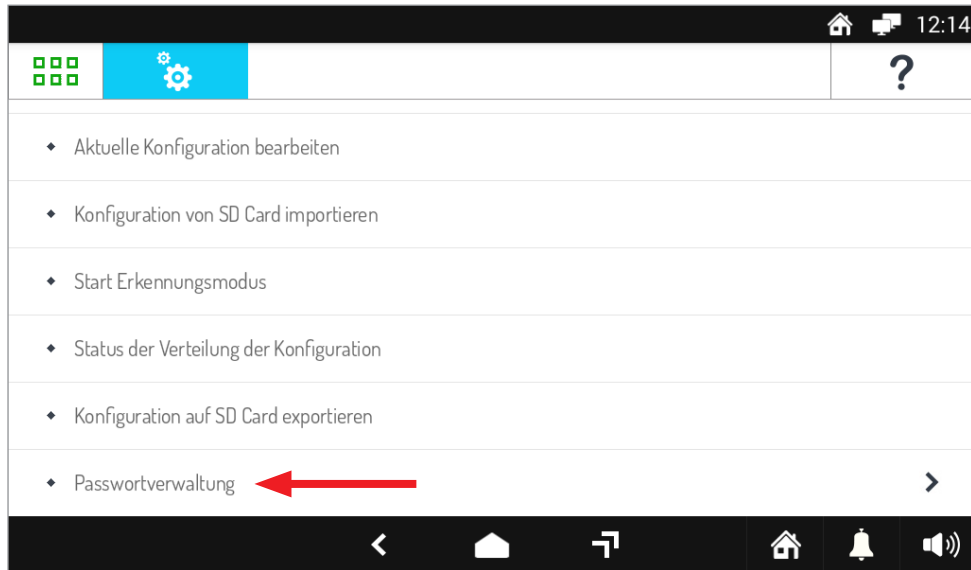 12:14
?
Aktuelle Konfiguration bearbeiten
Konfiguration von SD Card importieren
Start Erkennungsmodus
Status der Verteilung der Konfiguration
Konfiguration auf SD Card exportieren
Passwortverwaltung